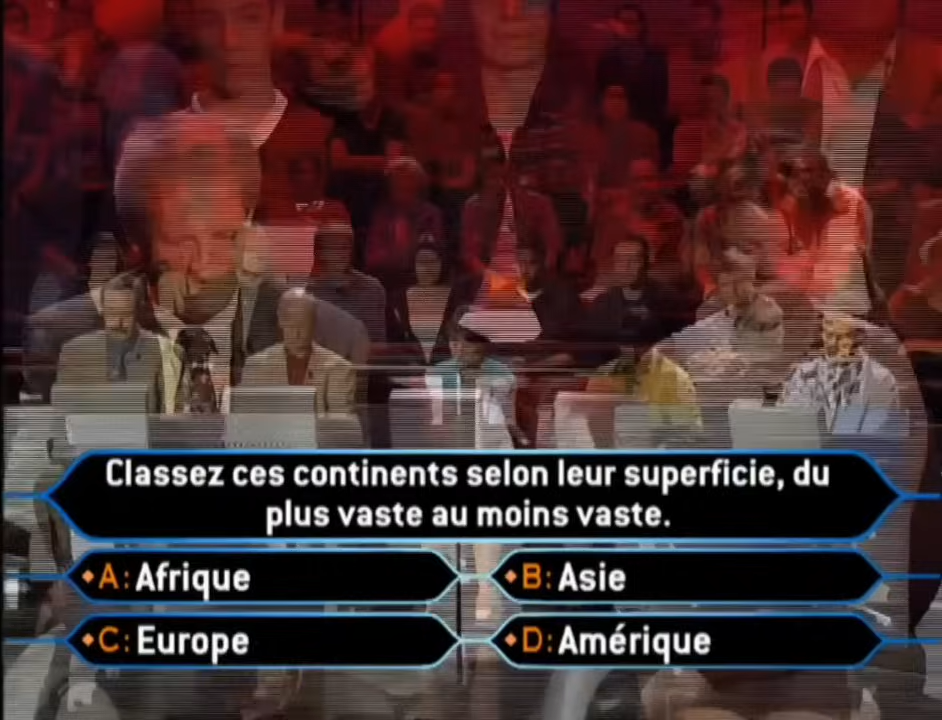 Classez ces continents selon leur superficie, du
plus vaste au moins vaste.
A: Afrique
B: Asie
C: Europe
D: Amérique